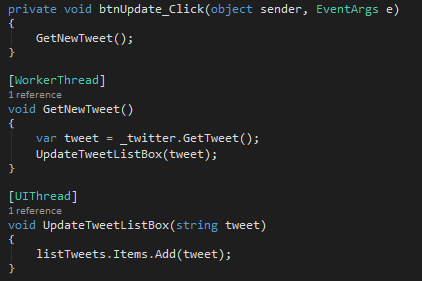 private void btnUpdate_Click(object sender, EventArgs e)
{
    GetNewTweet();
}

[WorkerThread]
1 reference
void GetNewTweet()
{
    var tweet = _twitter.GetTweet();
    UpdateTweetListBox(tweet);
}

[UIThread]
1 reference
void UpdateTweetListBox(string tweet)
{
    listTweets.Items.Add(tweet);
}